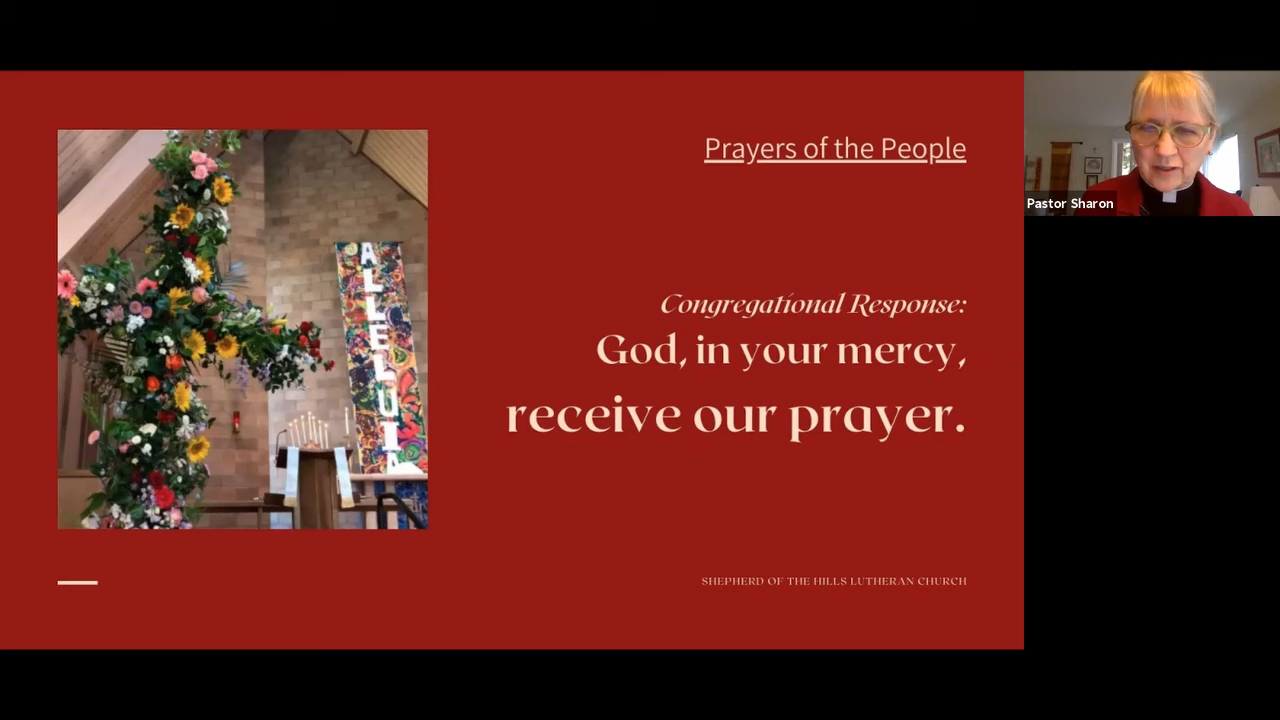 Prayers of the People
Congregational Response:
God, in your mercy,
receive our prayer.
SHEPHERD OF THE HILLS LUTHERAN CHURCH
ALLELUIA
Pastor Sharon